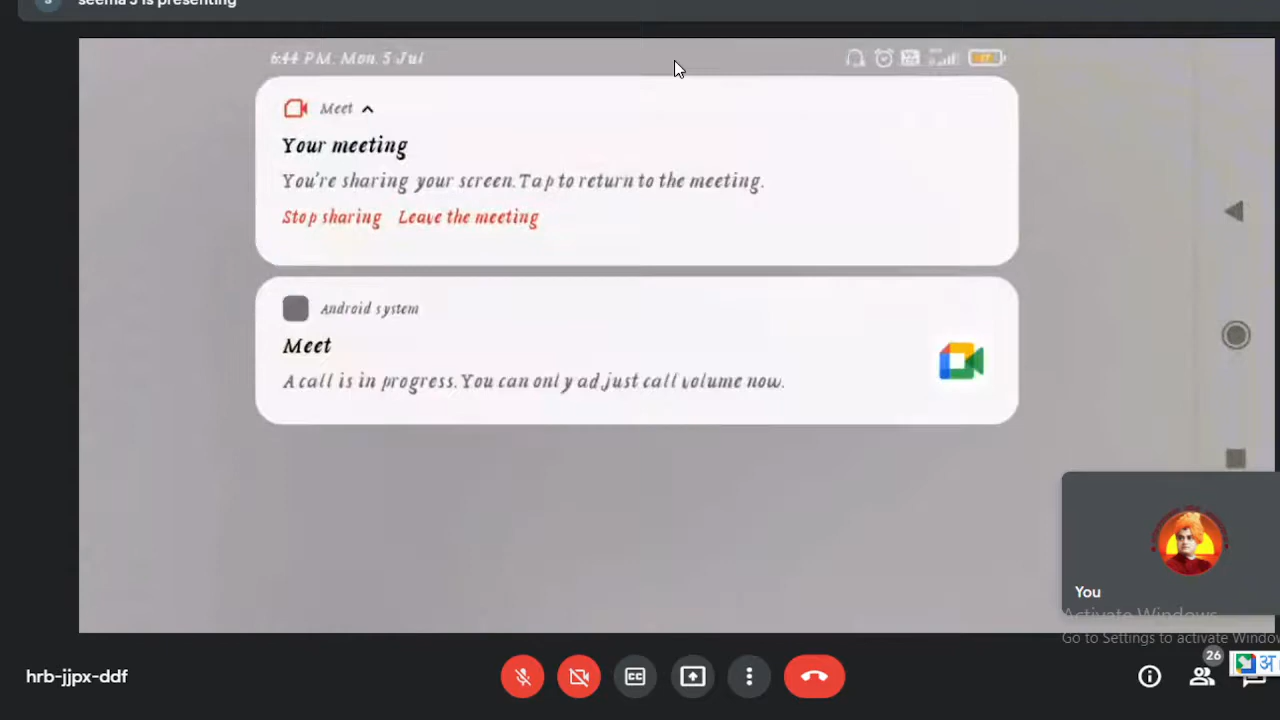 seema J is presenting
6:44 PM. Mon. 5 Jul
Meet
Your meeting
You're sharing your screen. Tap to return to the meeting.
Stop sharing Leave the meeting
Android system
Meet
A call is in progress. You can only adjust call volume now.
You
Activate Windows
Go to Settings to activate Window
hrb-jjpx-ddf
CC
26
अ